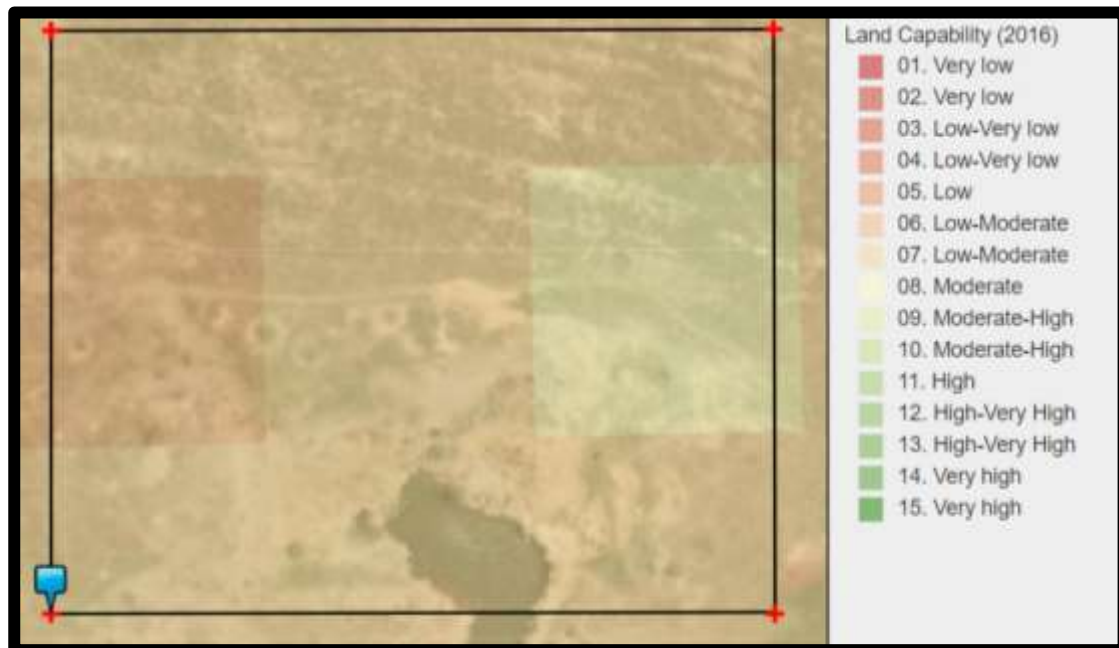 Land Capability (2016)
01. Very low
02. Very low
03. Low-Very low
04. Low-Very low
05. Low
06. Low-Moderate
07. Low-Moderate
08. Moderate
09. Moderate-High
10. Moderate-High
11. High
12. High-Very High
13. High-Very High
14. Very high
15. Very high